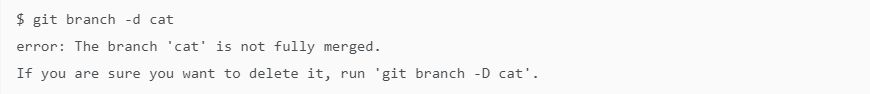 $ git branch -d cat
error: The branch 'cat' is not fully merged.
If you are sure you want to delete it, run 'git branch -D cat'.